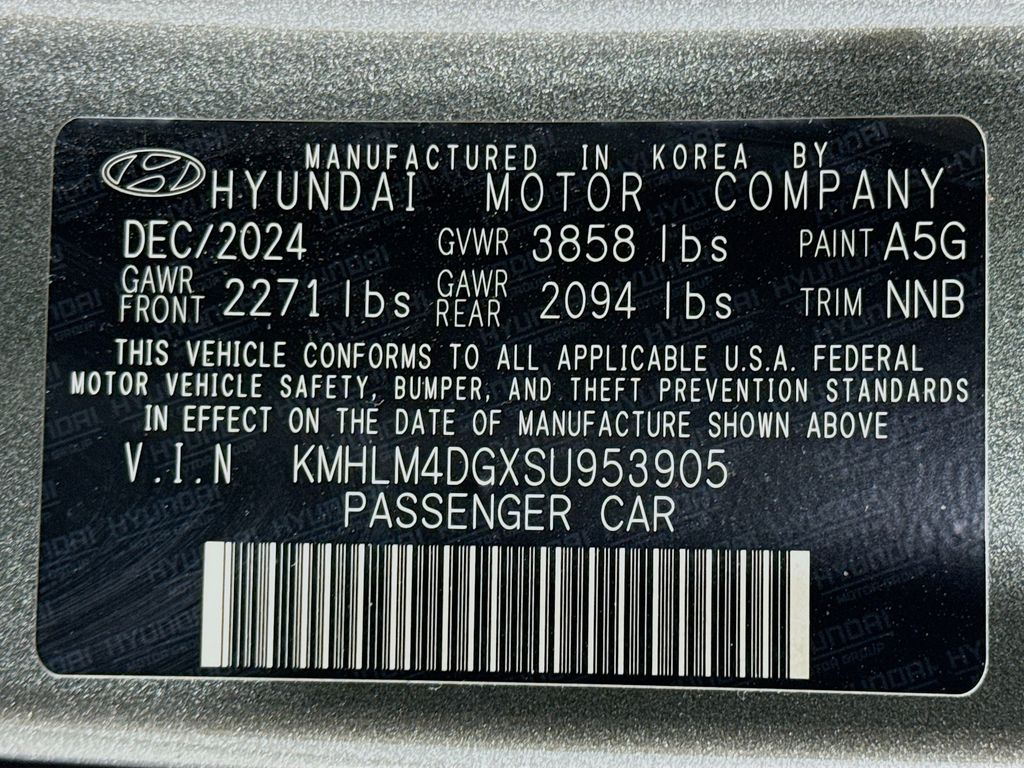 MANUFACTURED IN KOREA BY
HYUNDAI MOTOR COMPANY
DEC/2024 GVWR 3858 lbs PAINT A5G
GAWR FRONT 2271 lbs GAWR REAR 2094 lbs TRIM NNB
THIS VEHICLE CONFORMS TO ALL APPLICABLE U.S.A. FEDERAL
MOTOR VEHICLE SAFETY, BUMPER, AND THEFT PREVENTION STANDARDS
IN EFFECT ON THE DATE OF MANUFACTURE SHOWN ABOVE
V.I.N KMHLM4DGXSU953905
PASSENGER CAR